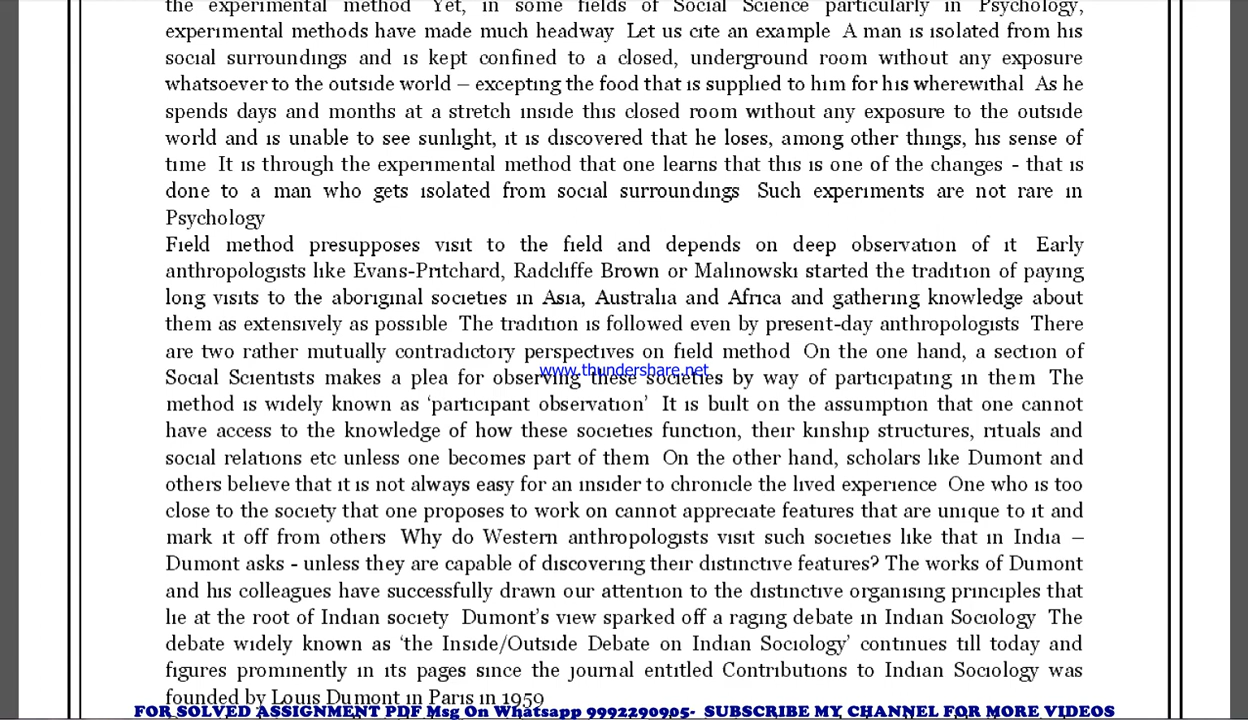 the experimental method Yet, in some fields of Social Science particularly in Psychology,
experimental methods have made much headway Let us cite an example A man is isolated from his
social surroundings and is kept confined to a closed, underground room without any exposure
whatsoever to the outside world – excepting the food that is supplied to him for his wherewithal As he
spends days and months at a stretch inside this closed room without any exposure to the outside
world and is unable to see sunlight, it is discovered that he loses, among other things, his sense of
time It is through the experimental method that one learns that this is one of the changes - that is
done to a man who gets isolated from social surroundings Such experiments are not rare in
Psychology
Field method presupposes visit to the field and depends on deep observation of it Early
anthropologists like Evans-Pritchard, Radcliffe Brown or Malinowski started the tradition of paying
long visits to the aboriginal societies in Asia, Australia and Africa and gathering knowledge about
them as extensively as possible The tradition is followed even by present-day anthropologists There
are two rather mutually contradictory perspectives on field method On the one hand, a section of
Social Scientists makes a plea for observing these societies by way of participating in them The
www.thundershare.net
method is widely known as ‘participant observation’ It is built on the assumption that one cannot
have access to the knowledge of how these societies function, their kinship structures, rituals and
social relations etc unless one becomes part of them On the other hand, scholars like Dumont and
others believe that it is not always easy for an insider to chronicle the lived experience One who is too
close to the society that one proposes to work on cannot appreciate features that are unique to it and
mark it off from others Why do Western anthropologists visit such societies like that in India –
Dumont asks - unless they are capable of discovering their distinctive features? The works of Dumont
and his colleagues have successfully drawn our attention to the distinctive organising principles that
lie at the root of Indian society Dumont’s view sparked off a raging debate in Indian Sociology The
debate widely known as ‘the Inside/Outside Debate on Indian Sociology’ continues till today and
figures prominently in its pages since the journal entitled Contributions to Indian Sociology was
founded by Louis Dumont in Paris in 1959
FOR SOLVED ASSIGNMENT PDF Msg On Whatsapp 9992290905- SUBSCRIBE MY CHANNEL FOR MORE VIDEOS